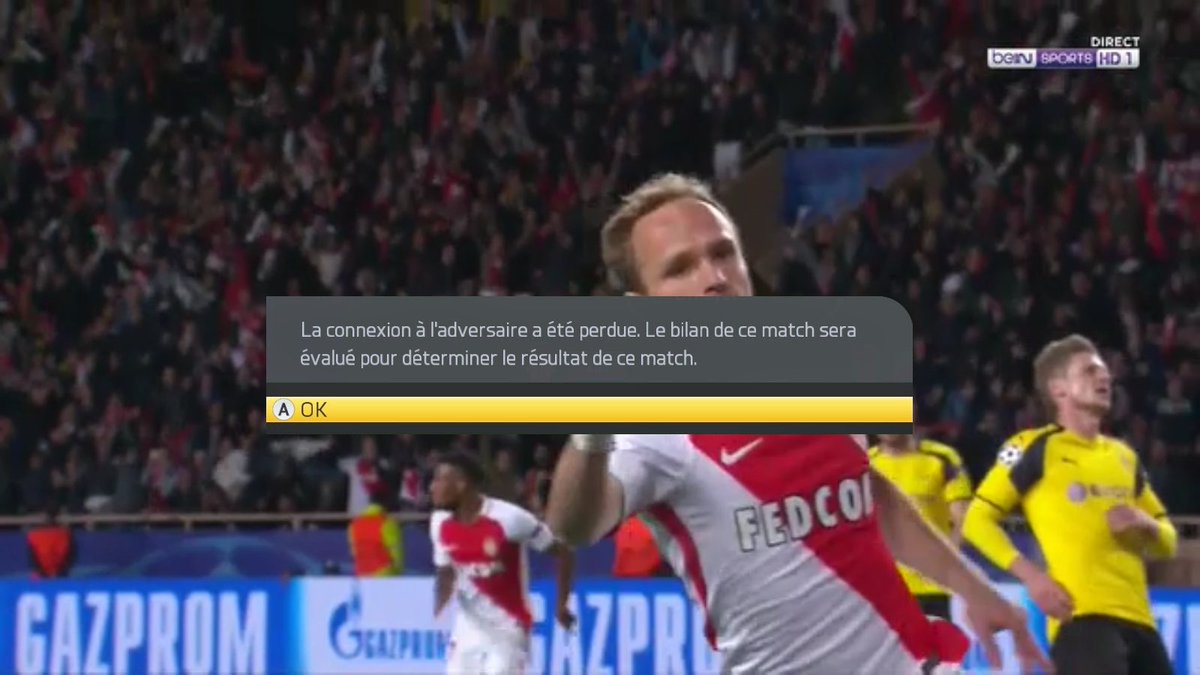 DIRECT
beIN SPORTS HD 1
La connexion à l'adversaire a été perdue. Le bilan de ce match sera
évalué pour déterminer le résultat de ce match.
A OK
FEDCOM
GAZPROM
GAZPROM
GAZPRO